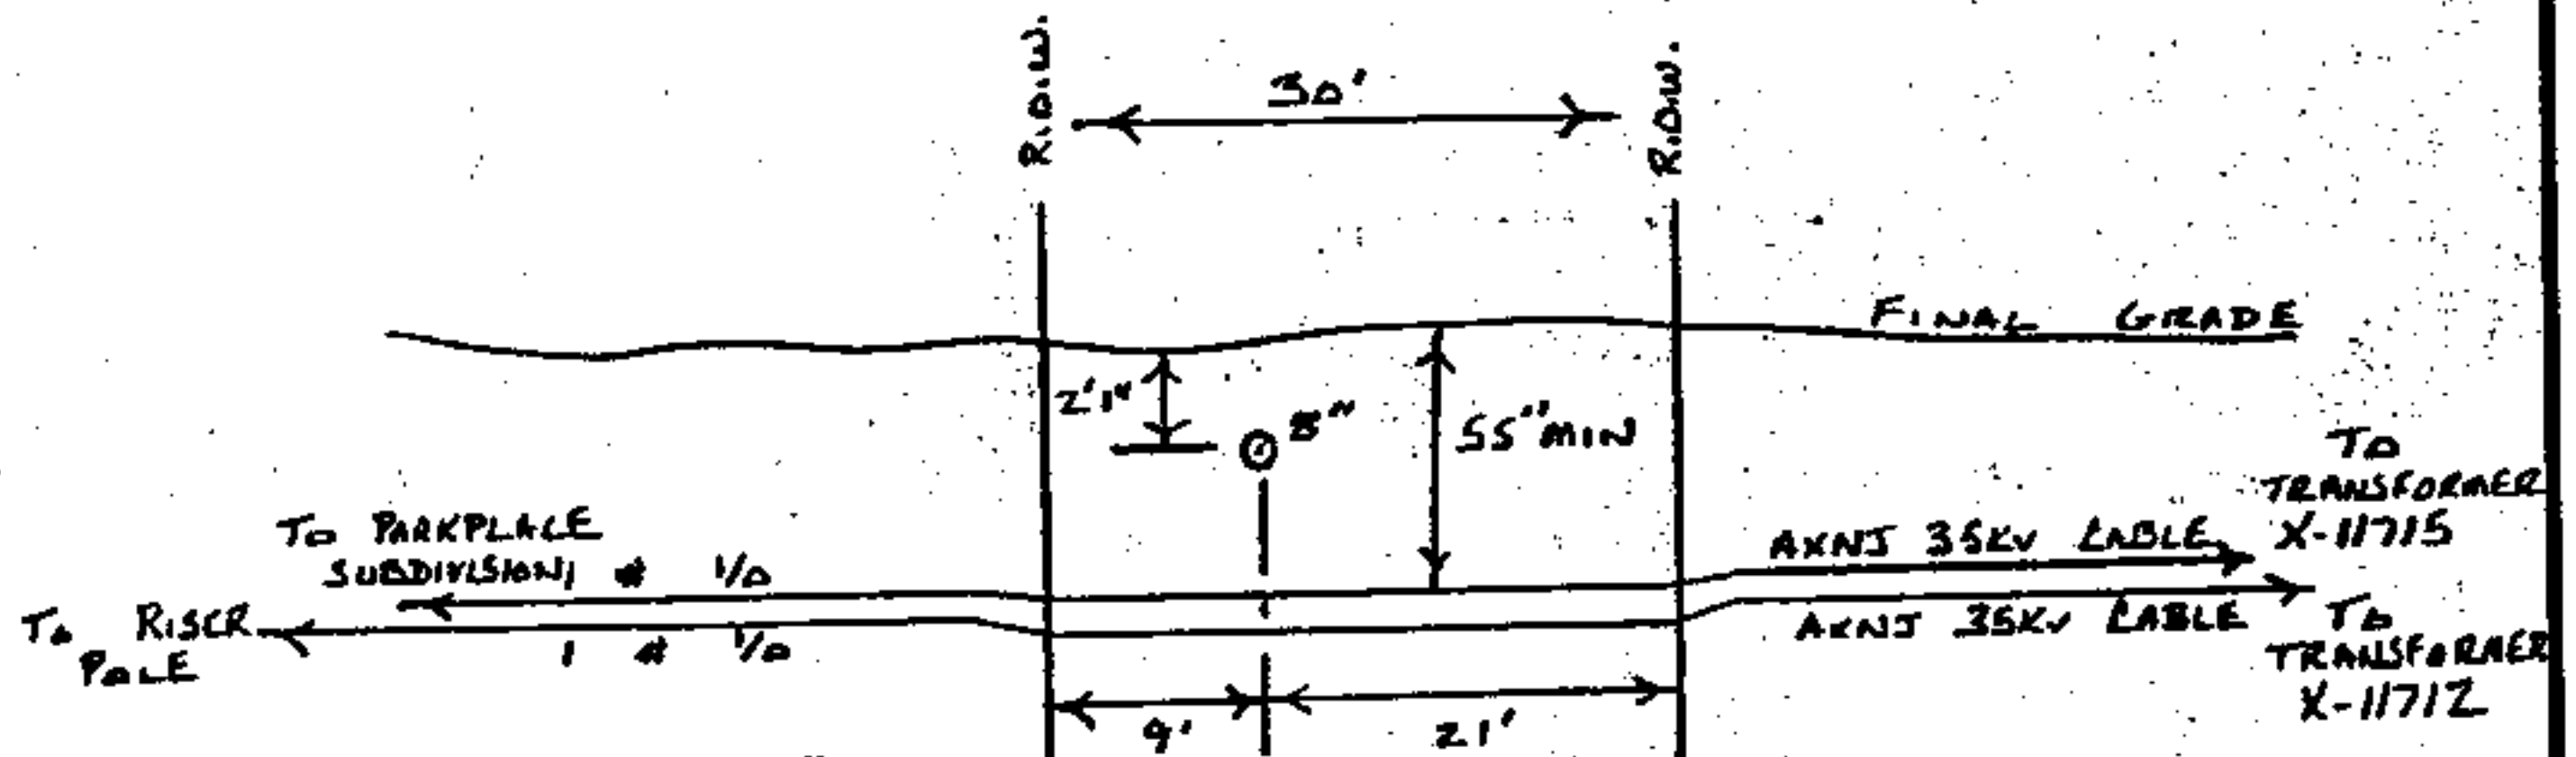 R.O.W.
30'
R.O.W.
FINAL GRADE
2'1"
8"
55" MIN
TO
TRANSFORMER
X-11715
TO PARKPLACE
SUBDIVISION, # 1/0
AXNJ 35KV CABLE
TO RISER
POLE
1 # 1/0
AXNJ 35KV CABLE
TO
TRANSFORMER
X-11712
9'
21'